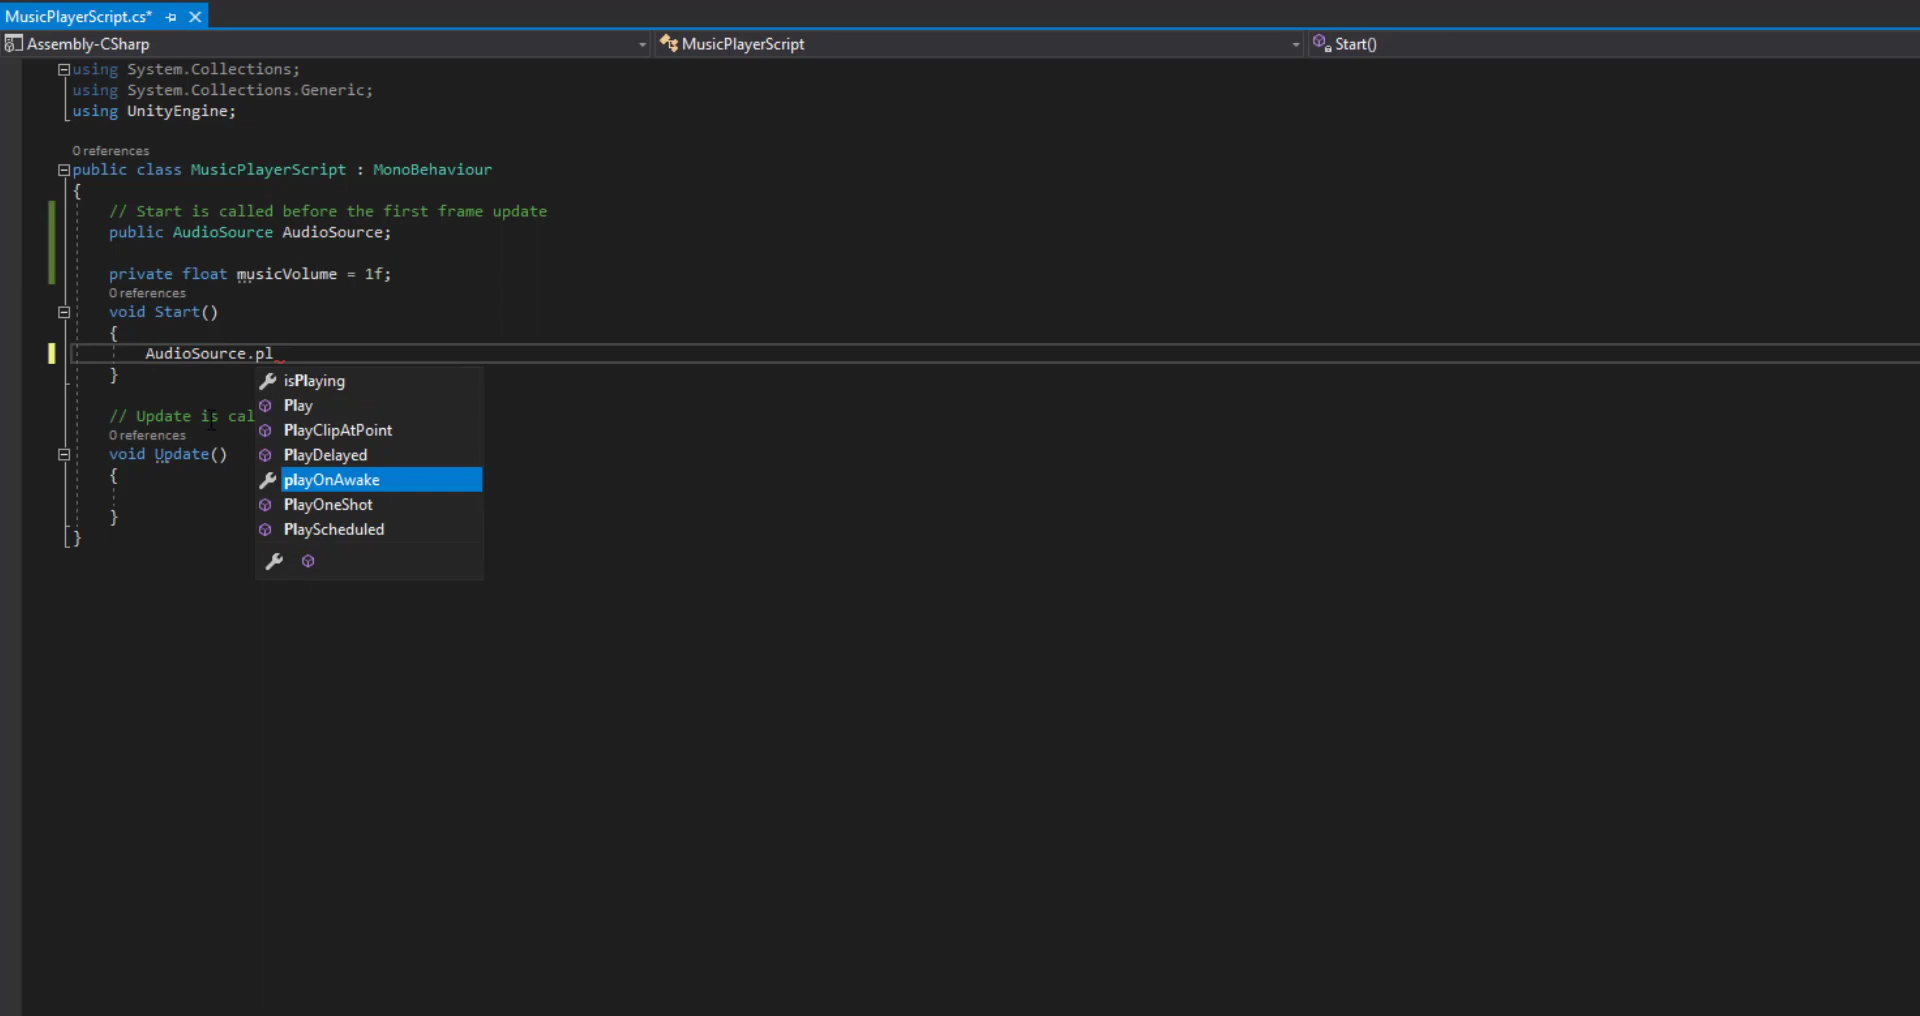 MusicPlayerScript.cs*
Assembly-CSharp MusicPlayerScript Start()
using System.Collections;
using System.Collections.Generic;
using UnityEngine;
0 references
public class MusicPlayerScript : MonoBehaviour
{
// Start is called before the first frame update
public AudioSource AudioSource;
private float musicVolume = 1f;
0 references
void Start()
{
AudioSource.pl
}
isPlaying
Play
PlayClipAtPoint
PlayDelayed
playOnAwake
PlayOneShot
PlayScheduled
// Update is cal
0 references
void Update()
{
}
}